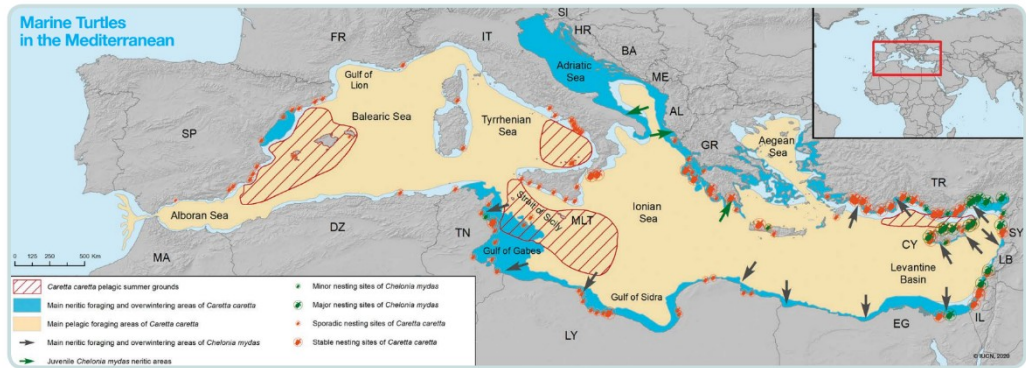 Marine Turtles
in the Mediterranean
SI
HR
FR
IT
BA
Adriatic
Sea
ME
Gulf of
Lion
AL
SP
Balearic Sea
Tyrrhenian
Sea
GR
Aegean
Sea
TR
Alboran Sea
Strait of Sicily
MLT
Ionian
Sea
DZ
TN
CY
SY
MA
Gulf of Gabes
LB
Levantine
Basin
0 125 250 500 Km
Gulf of Sidra
LY
EG
IL
Caretta caretta pelagic summer grounds
Main neritic foraging and overwintering areas of Caretta caretta
Main pelagic foraging areas of Caretta caretta
Main neritic foraging and overwintering areas of Chelonia mydas
Juvenile Chelonia mydas neritic areas
Minor nesting sites of Chelonia mydas
Major nesting sites of Chelonia mydas
Sporadic nesting sites of Caretta caretta
Stable nesting sites of Caretta caretta